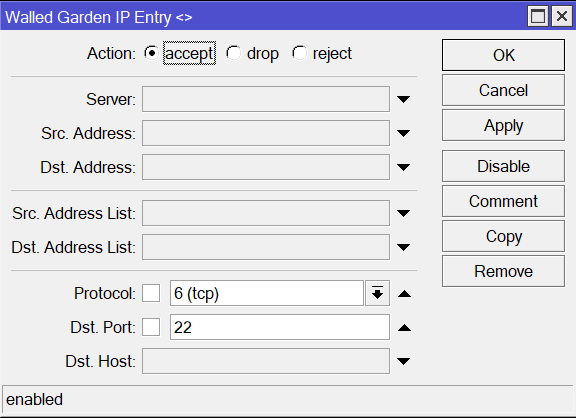 Walled Garden IP Entry <>
Action: accept drop reject
OK
Cancel
Server:
Src. Address:
Apply
Dst. Address:
Disable
Comment
Src. Address List:
Dst. Address List:
Copy
Remove
Protocol: 6 (tcp)
Dst. Port: 22
Dst. Host:
enabled